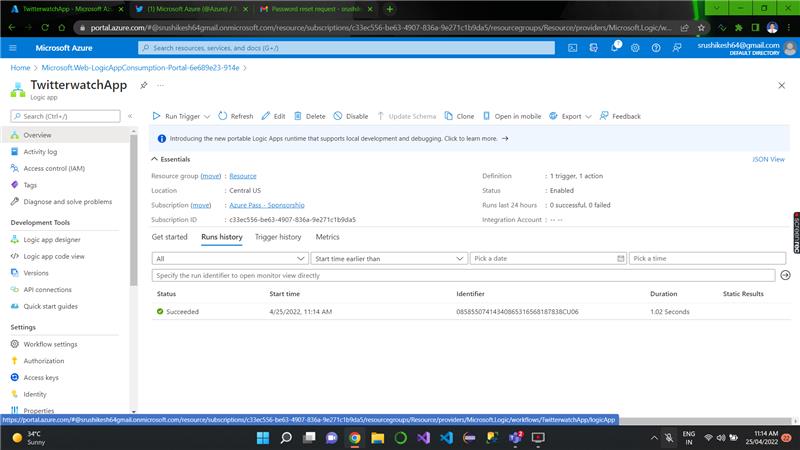 TwitterwatchApp - Microsoft Azu
Microsoft Azure (@Azure) / Tw
Password reset request - srushike
portal.azure.com/#@srushikesh64gmail.onmicrosoft.com/resource/subscriptions/c33ec556-be63-4907-836a-9e271c1b9da5/resourcegroups/Resource/providers/Microsoft.Logic/w...
Microsoft Azure
Search resources, services, and docs (G+/)
1
srushikesh64@gmail.com
DEFAULT DIRECTORY
Home > Microsoft.Web-LogicAppConsumption-Portal-6e689e23-914e >
TwitterwatchApp
Logic app
Search (Ctrl+/)
Overview
Activity log
Access control (IAM)
Tags
Diagnose and solve problems
Development Tools
Logic app designer
Logic app code view
Versions
API connections
Quick start guides
Settings
Workflow settings
Authorization
Access keys
Identity
Properties
Run Trigger
Refresh
Edit
Delete
Disable
Update Schema
Clone
Open in mobile
Export
Feedback
Introducing the new portable Logic Apps runtime that supports local development and debugging. Click to learn more. →
Essentials
JSON View
Resource group (move) : Resource
Location : Central US
Subscription (move) : Azure Pass - Sponsorship
Subscription ID : c33ec556-be63-4907-836a-9e271c1b9da5
Definition : 1 trigger, 1 action
Status : Enabled
Runs last 24 hours : 0 successful, 0 failed
Integration Account : -- --
Get started Runs history Trigger history Metrics
All
Start time earlier than
Pick a date
Pick a time
Specify the run identifier to open monitor view directly
Status Start time Identifier Duration Static Results
Succeeded 4/25/2022, 11:14 AM 08585507414340865316568187838CU06 1.02 Seconds
screenrec
https://portal.azure.com/#@srushikesh64gmail.onmicrosoft.com/resource/subscriptions/c33ec556-be63-4907-836a-9e271c1b9da5/resourcegroups/Resource/providers/Microsoft.Logic/workflows/TwitterwatchApp/logicApp
34°C
Sunny
ENG
IN
11:14 AM
25/04/2022
22